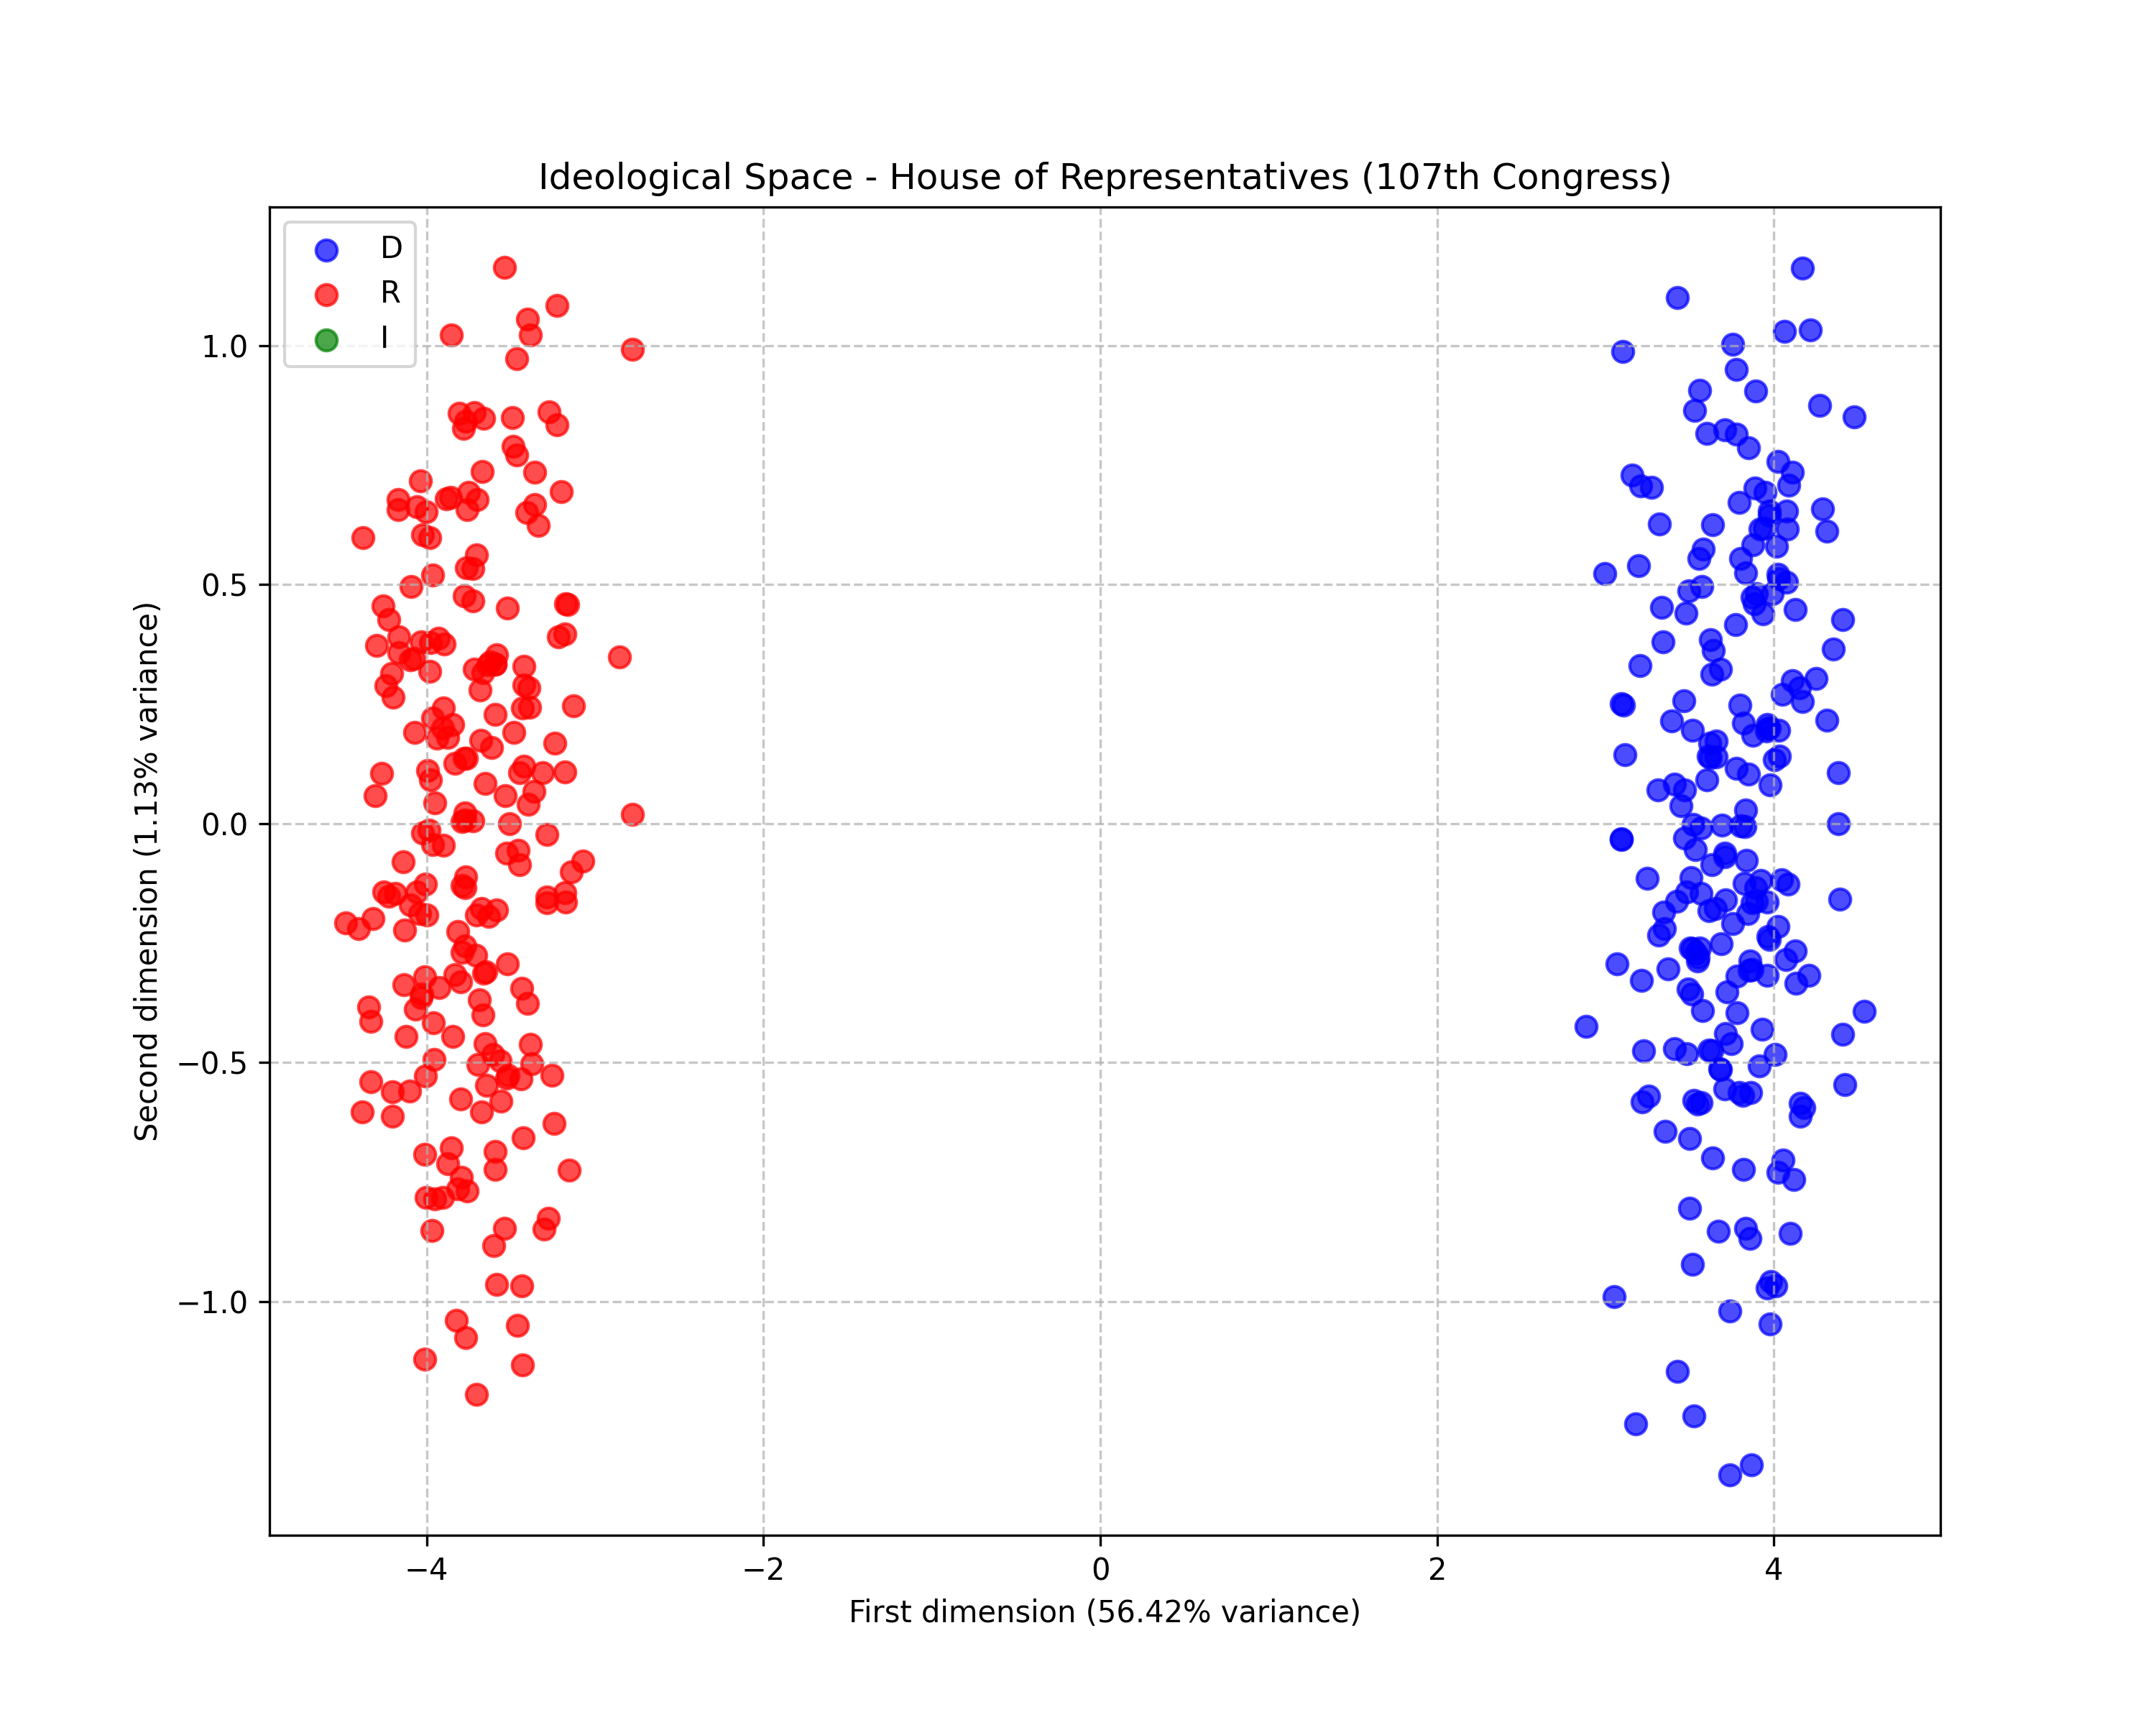 Ideological Space - House of Representatives (107th Congress)
D
R
I
1.0
0.5
0.0
−0.5
−1.0
Second dimension (1.13% variance)
−4
−2
0
2
4
First dimension (56.42% variance)